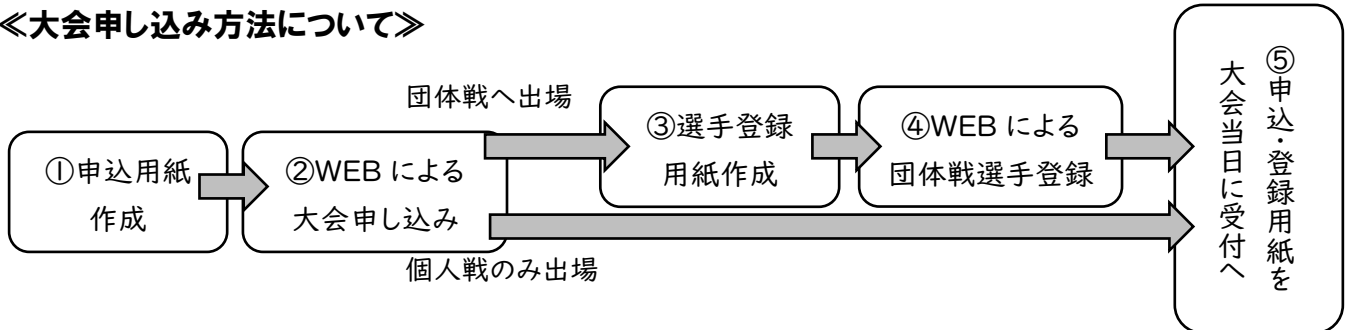 ≪大会申し込み方法について≫
団体戦へ出場
①申込用紙
作成
②WEB による
大会申し込み
③選手登録
用紙作成
④WEB による
団体戦選手登録
個人戦のみ出場
⑤申込・登録用紙を
大会当日に受付へ